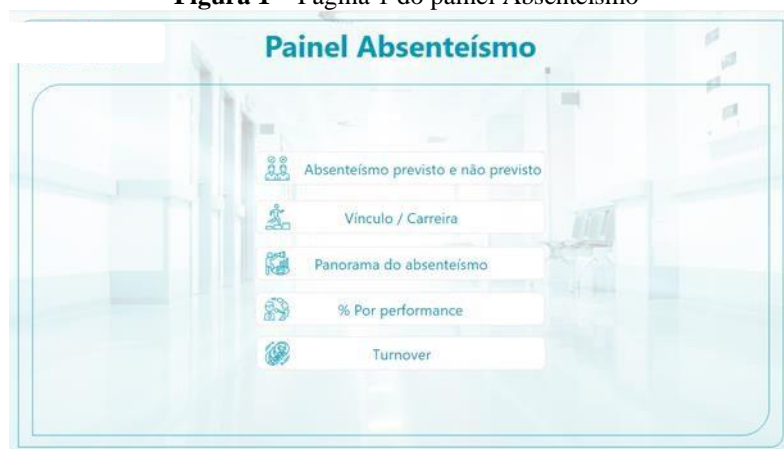 Figura 1 – Página 1 do painel Absenteísmo
Painel Absenteísmo
Absenteísmo previsto e não previsto
Vínculo / Carreira
Panorama do absenteísmo
% Por performance
Turnover